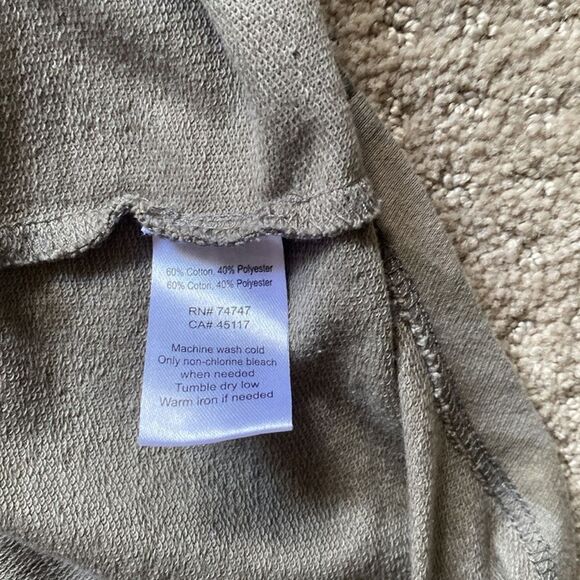 60% Cotton, 40% Polyester
60% Coton, 40% Polyester
RN# 74747
CA# 45117
Machine wash cold
Only non-chlorine bleach
when needed
Tumble dry low
Warm iron if needed